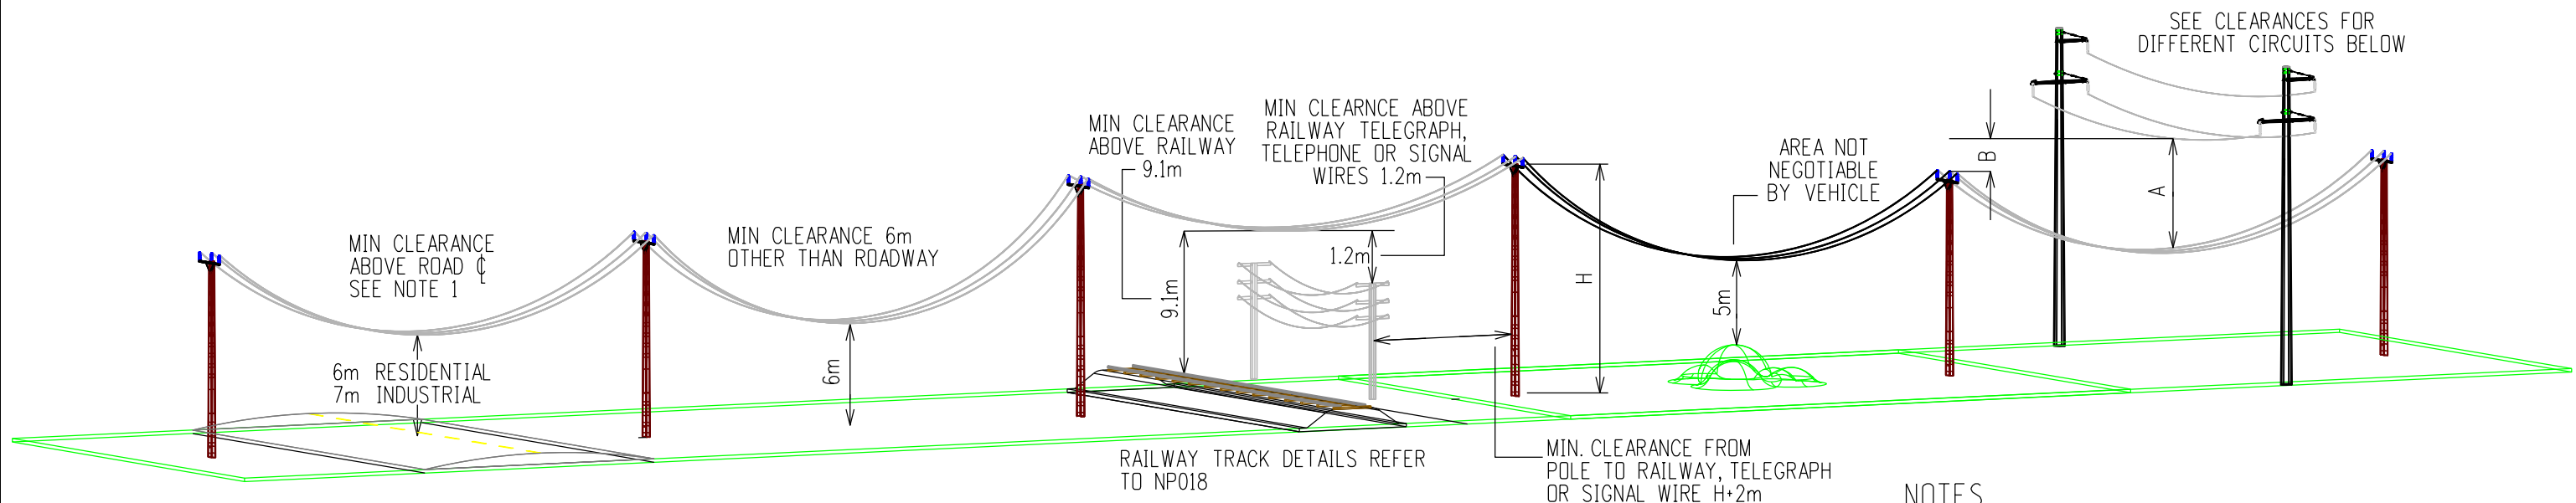 SEE CLEARANCES FOR
DIFFERENT CIRCUITS BELOW
MIN CLEARANCE
ABOVE RAILWAY
9.1m
MIN CLEARNCE ABOVE
RAILWAY TELEGRAPH,
TELEPHONE OR SIGNAL
WIRES 1.2m
AREA NOT
NEGOTIABLE
BY VEHICLE
B
A
MIN CLEARANCE
ABOVE ROAD ℄
SEE NOTE 1
MIN CLEARANCE 6m
OTHER THAN ROADWAY
1.2m
9.1m
H
5m
6m RESIDENTIAL
7m INDUSTRIAL
6m
RAILWAY TRACK DETAILS REFER
TO NP018
MIN. CLEARANCE FROM
POLE TO RAILWAY, TELEGRAPH
OR SIGNAL WIRE H+2m
NOTES